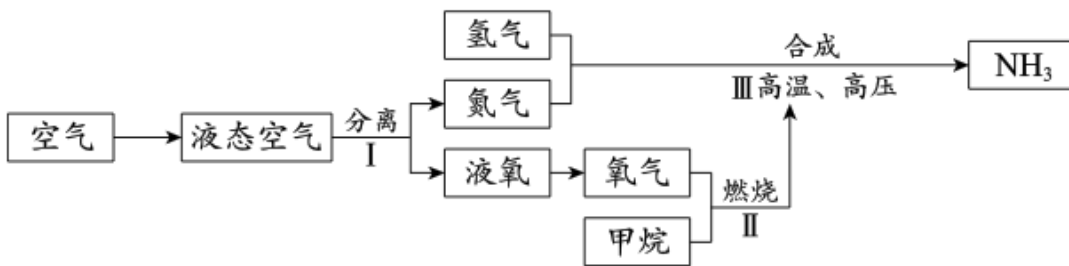 氢气
合成
NH₃
Ⅲ高温、高压
氮气
空气
液态空气
分离
Ⅰ
液氧
氧气
燃烧
Ⅱ
甲烷